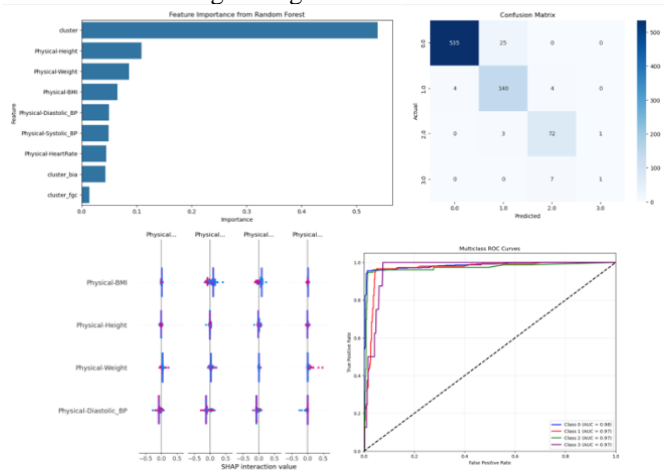 Feature Importance from Random Forest
cluster
Physical-Height
Physical-Weight
Physical-BMI
Physical-Diastolic_BP
Physical-Systolic_BP
Physical-HeartRate
cluster_bia
cluster_fgc
Feature
0.0 0.1 0.2 0.3 0.4 0.5
Importance
Confusion Matrix
0.0 535 25 0 0
1.0 4 140 4 0
2.0 0 3 72 1
3.0 0 0 7 1
Actual
0.0 1.0 2.0 3.0
Predicted
500
400
300
200
100
0
Physical... Physical... Physical... Physical...
Physical-BMI
Physical-Height
Physical-Weight
Physical-Diastolic_BP
−0.5 0.0 0.5 −0.5 0.0 0.5 −0.5 0.0 0.5 −0.5 0.0 0.5
SHAP interaction value
Multiclass ROC Curves
1.0
0.8
0.6
0.4
0.2
0.0
True Positive Rate
0.0 0.2 0.4 0.6 0.8 1.0
False Positive Rate
Class 0 (AUC = 0.98)
Class 1 (AUC = 0.97)
Class 2 (AUC = 0.97)
Class 3 (AUC = 0.97)